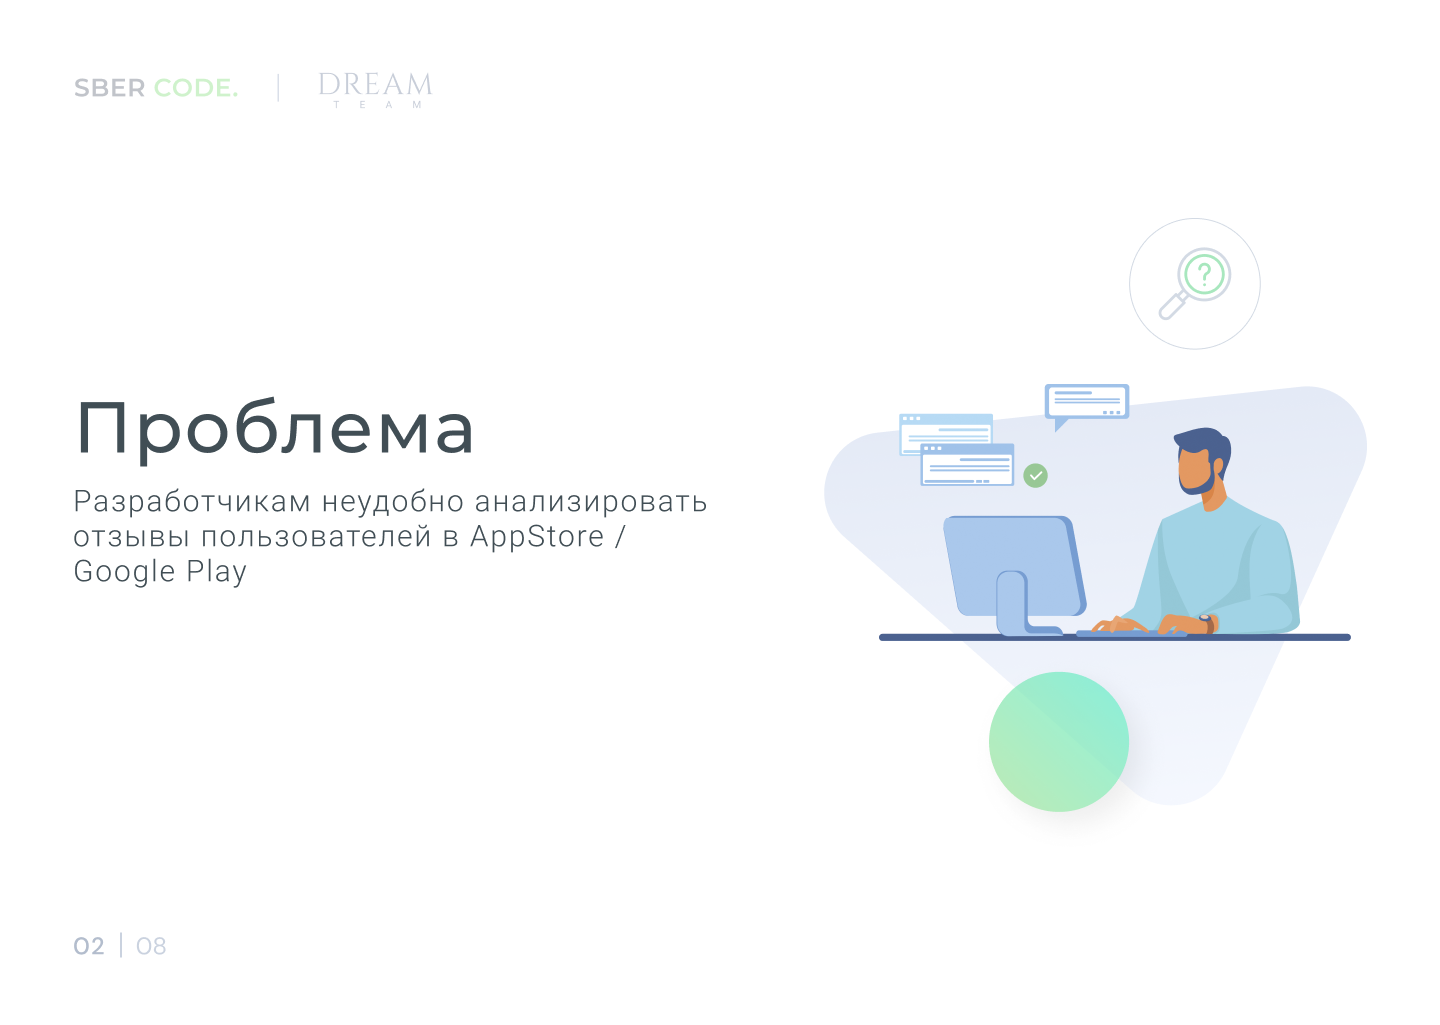 SBER CODE.
DREAM
TEAM
?
Проблема
Разработчикам неудобно анализировать
отзывы пользователей в AppStore /
Google Play
02 | 08